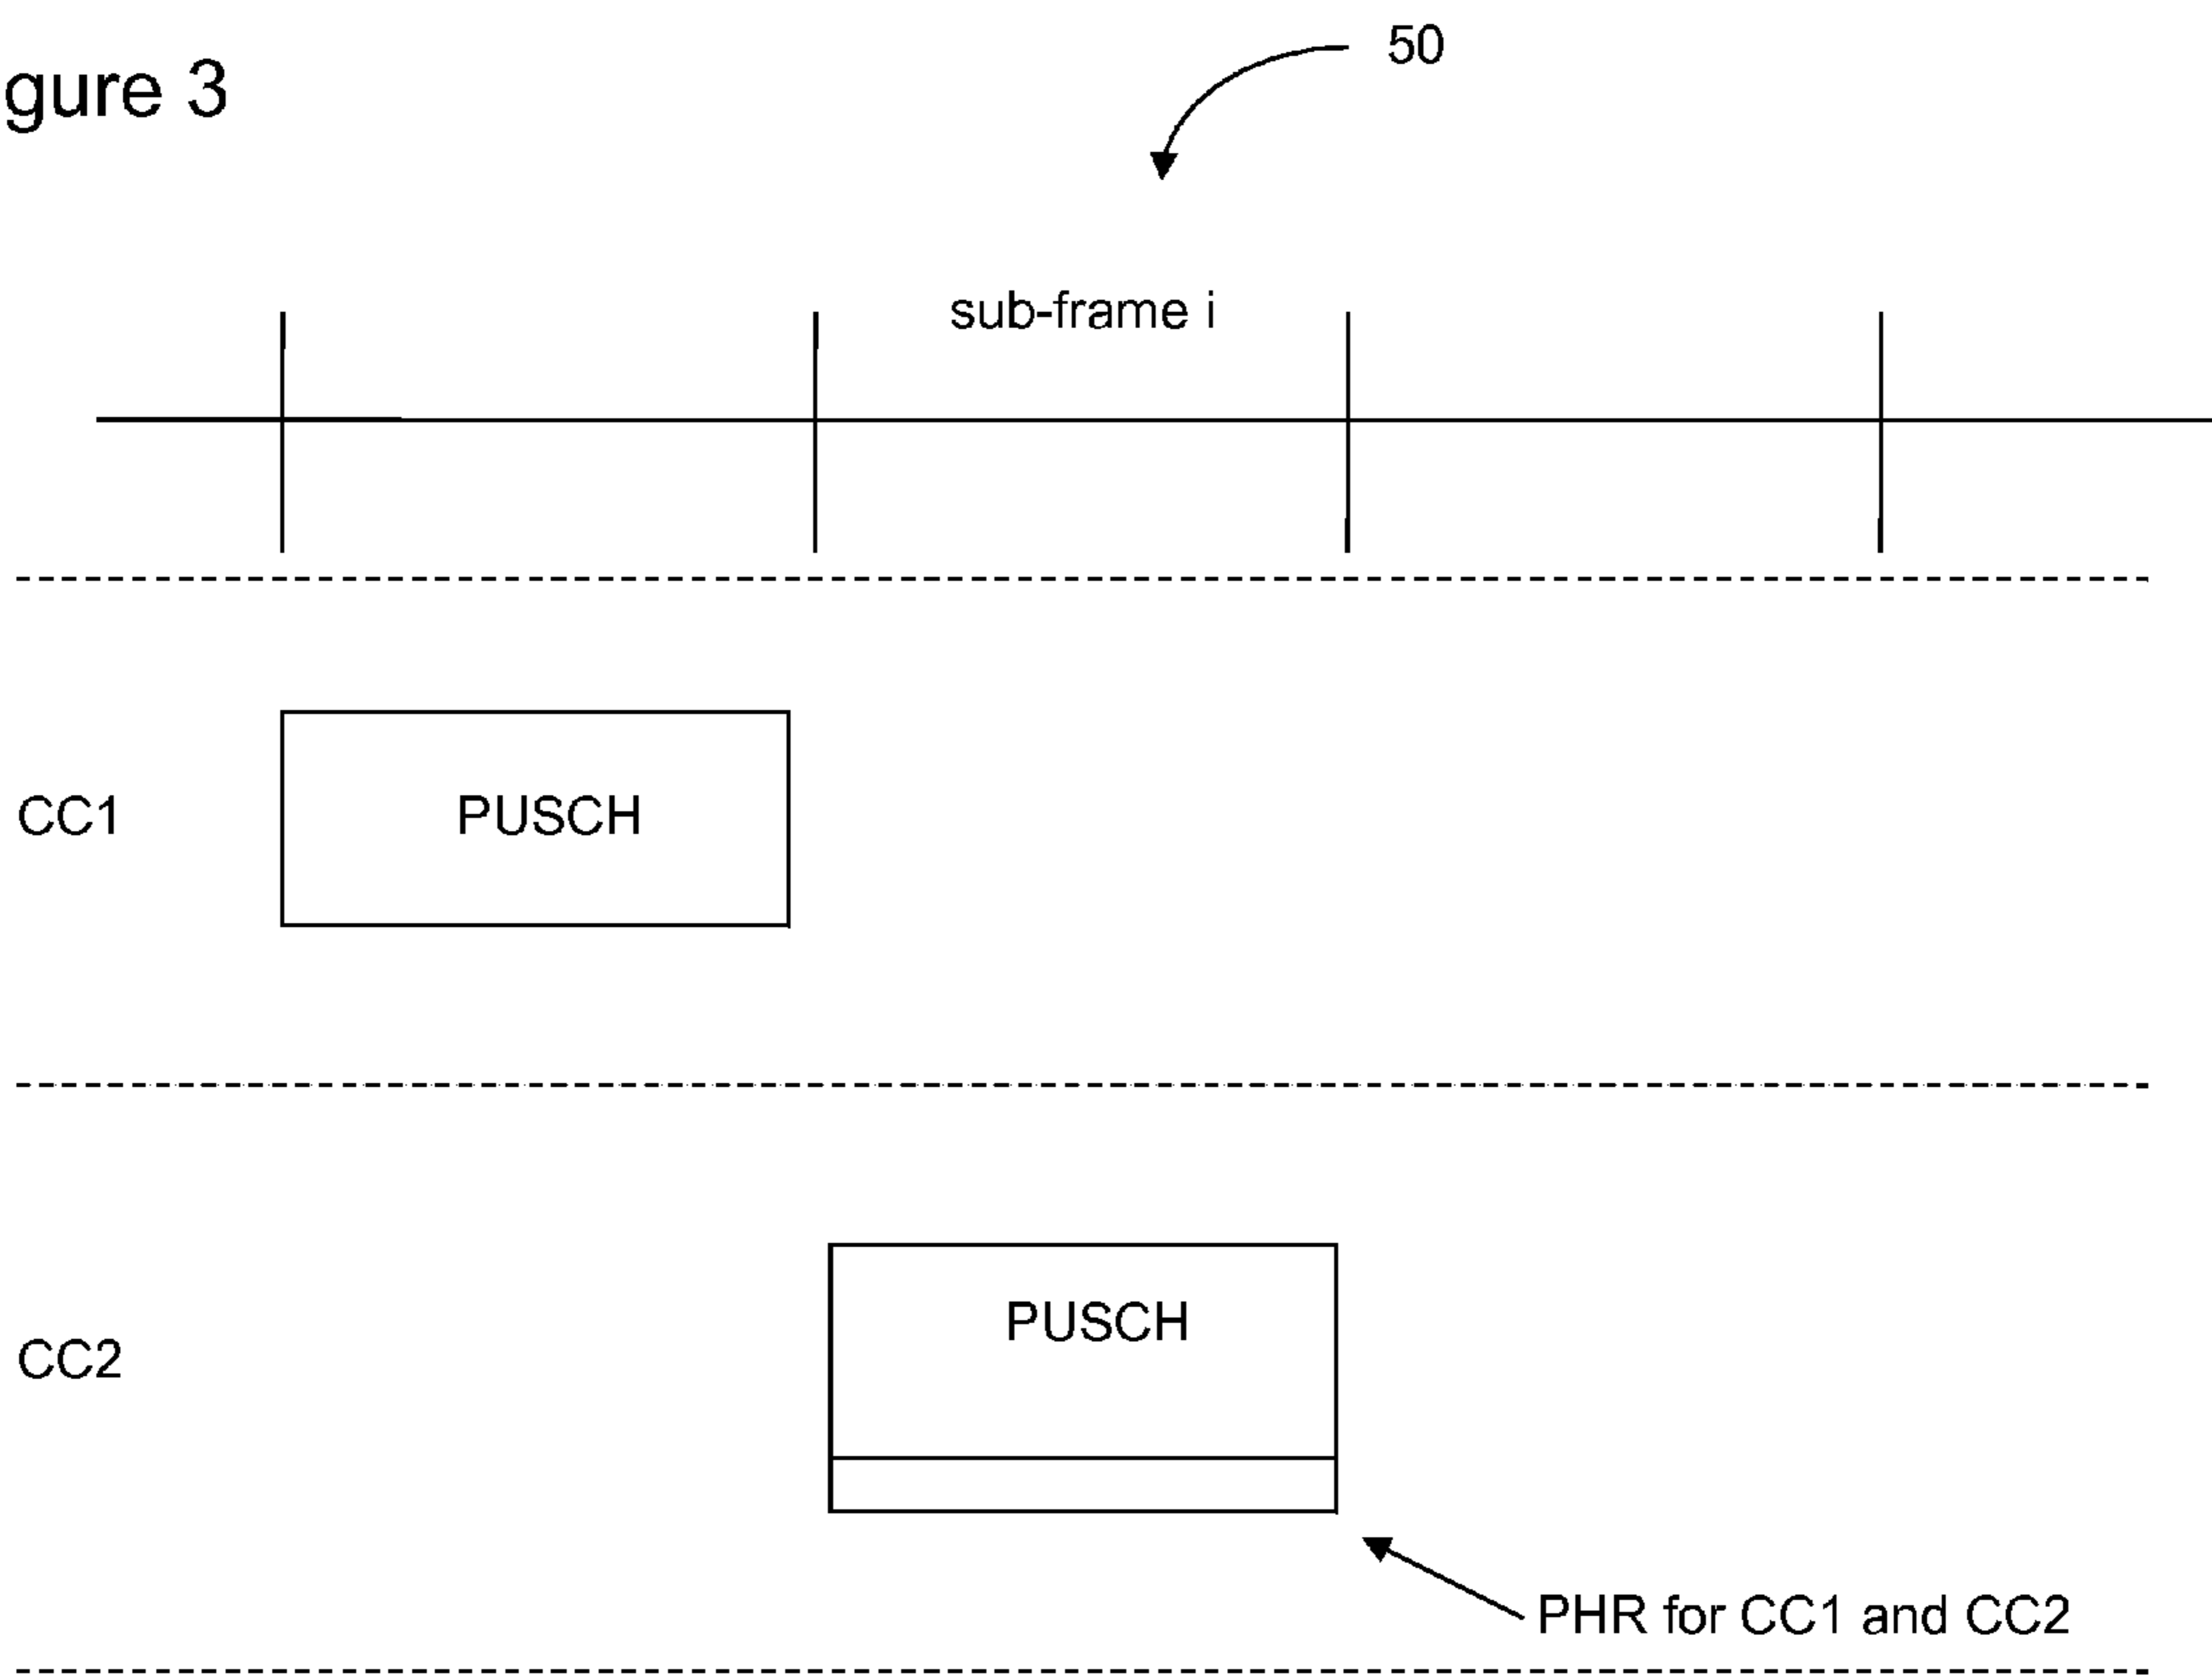 gure 3
50
sub-frame i
CC1
PUSCH
CC2
PUSCH
PHR for CC1 and CC2